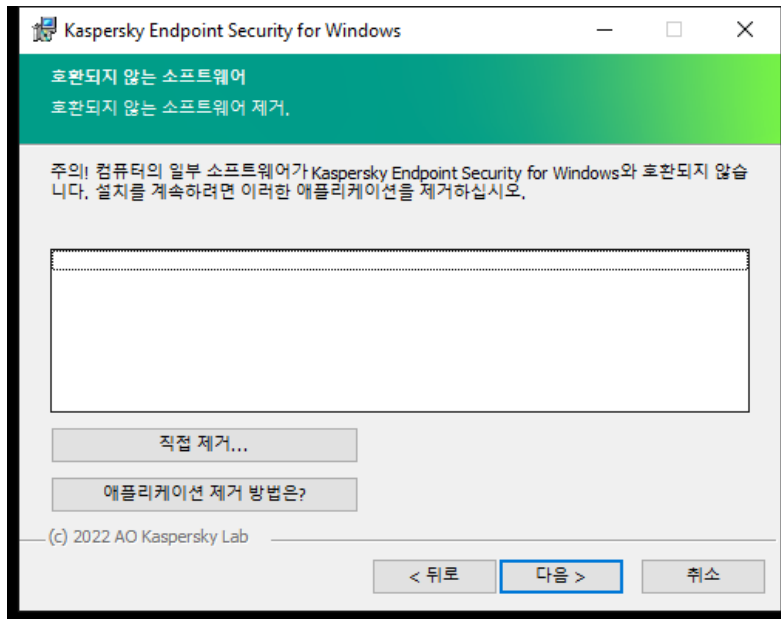 Kaspersky Endpoint Security for Windows
호환되지 않는 소프트웨어
호환되지 않는 소프트웨어 제거.
주의! 컴퓨터의 일부 소프트웨어가 Kaspersky Endpoint Security for Windows와 호환되지 않습
니다. 설치를 계속하려면 이러한 애플리케이션을 제거하십시오.
직접 제거...
애플리케이션 제거 방법은?
(c) 2022 AO Kaspersky Lab
< 뒤로 다음 > 취소